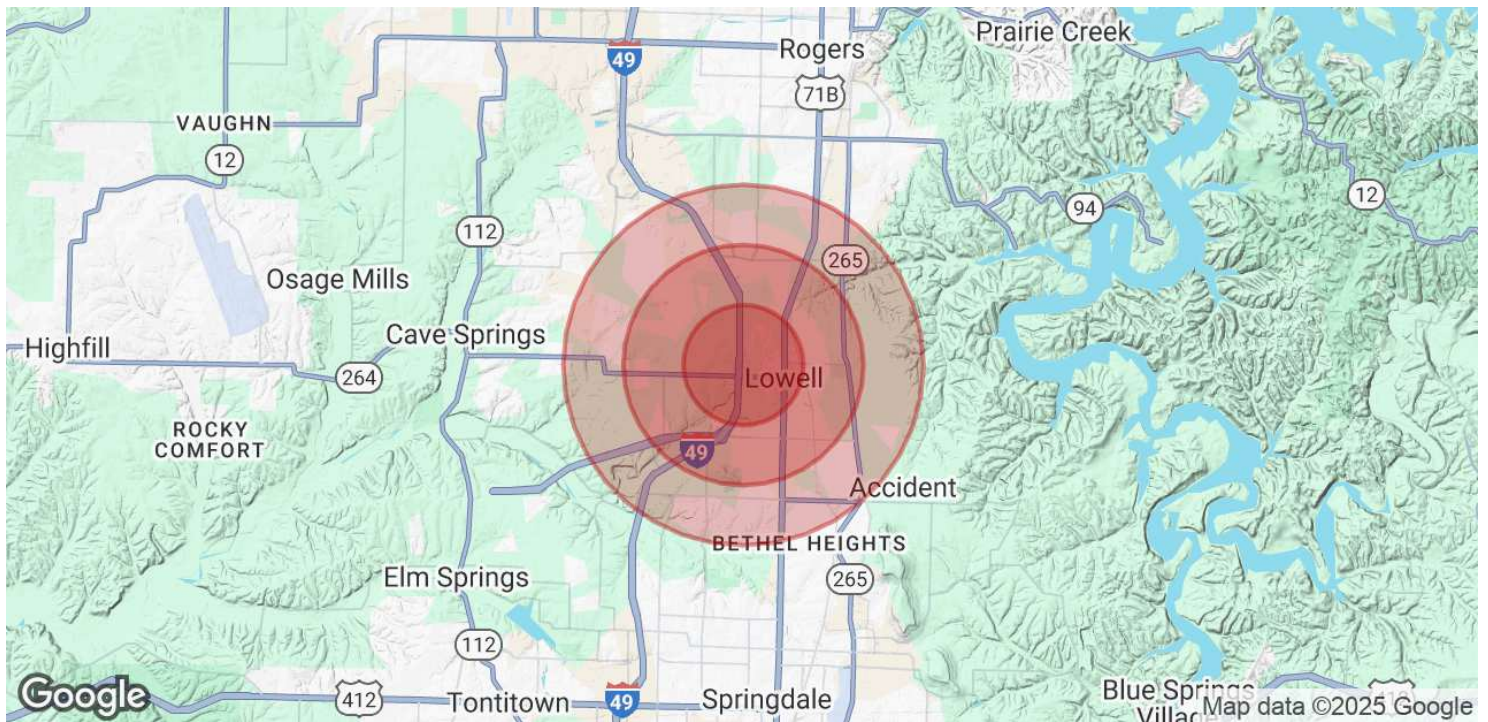 Prairie Creek
Rogers
49
71B
VAUGHN
12
12
94
112
265
Osage Mills
Cave Springs
Highfill
264
Lowell
ROCKY
COMFORT
49
Accident
BETHEL HEIGHTS
Elm Springs
265
112
Blue Springs
Google
412
Tontitown
49
Springdale
Map data ©2025 Google